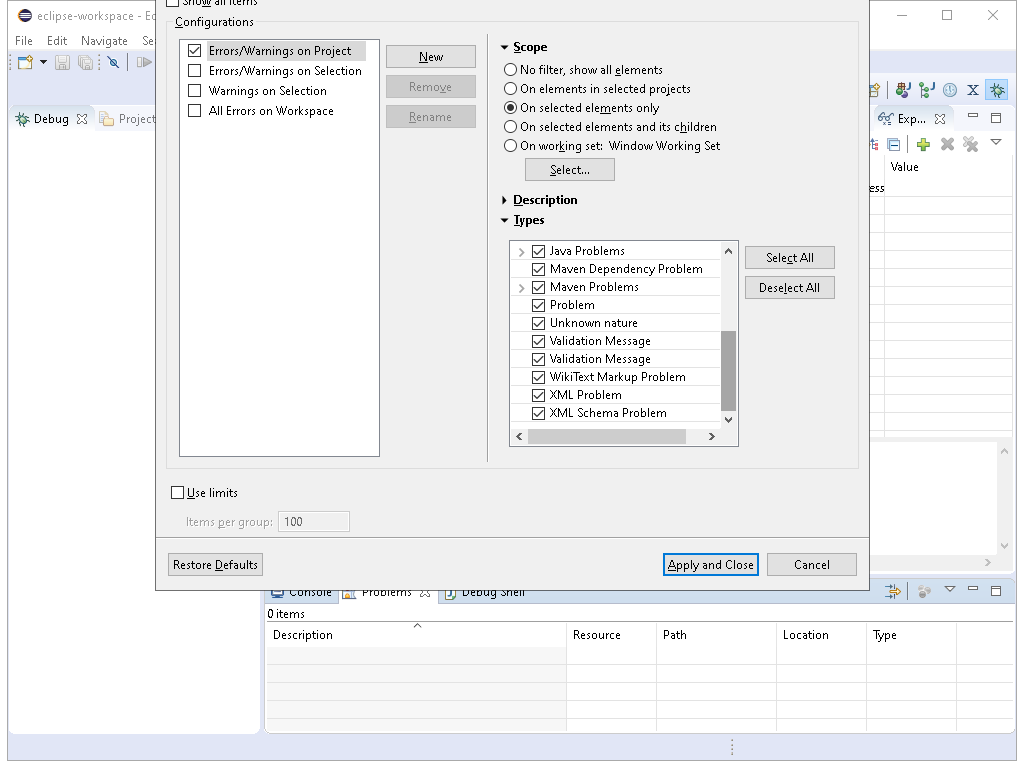 eclipse-workspace - Ec
Show all items
File Edit Navigate Se
Configurations
Errors/Warnings on Project
Errors/Warnings on Selection
Warnings on Selection
All Errors on Workspace
New
Remove
Rename
Scope
No filter, show all elements
On elements in selected projects
On selected elements only
On selected elements and its children
On working set: Window Working Set
Select...
Description
Types
Java Problems
Maven Dependency Problem
Maven Problems
Problem
Unknown nature
Validation Message
Validation Message
WikiText Markup Problem
XML Problem
XML Schema Problem
Select All
Deselect All
Use limits
Items per group: 100
Restore Defaults
Apply and Close
Cancel
Debug
Project
Exp...
Value
ess
Console
Problems
Debug Shell
0 items
Description Resource Path Location Type